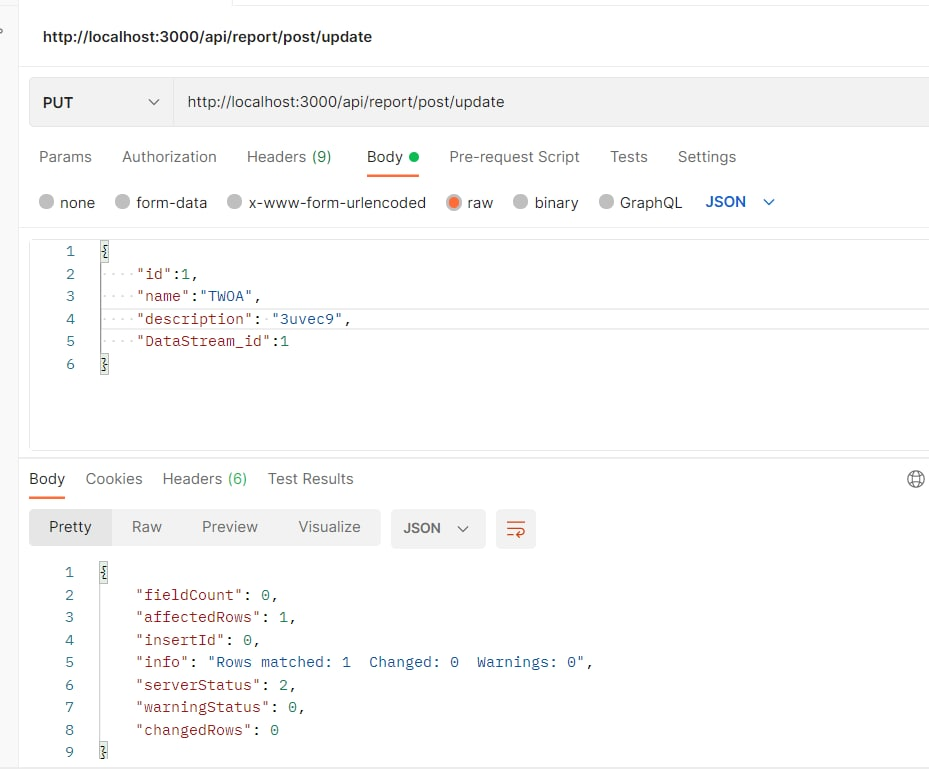 http://localhost:3000/api/report/post/update
PUT http://localhost:3000/api/report/post/update
Params Authorization Headers (9) Body Pre-request Script Tests Settings
none form-data x-www-form-urlencoded raw binary GraphQL JSON
1 {
2 ····"id":1,
3 ····"name":"TWOA",
4 ····"description":·"3uvec9",
5 ····"DataStream_id":1
6 }
Body Cookies Headers (6) Test Results
Pretty Raw Preview Visualize JSON
1 {
2 "fieldCount": 0,
3 "affectedRows": 1,
4 "insertId": 0,
5 "info": "Rows matched: 1  Changed: 0  Warnings: 0",
6 "serverStatus": 2,
7 "warningStatus": 0,
8 "changedRows": 0
9 }